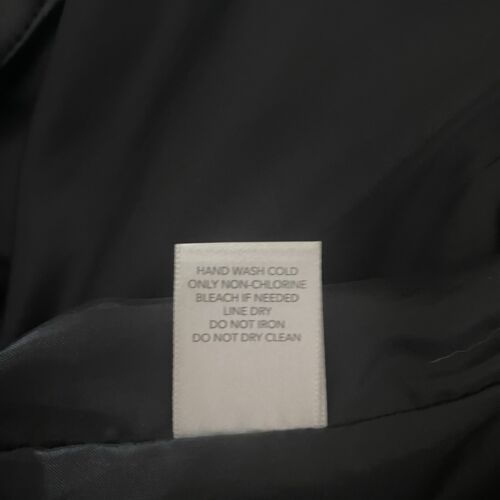 HAND WASH COLD
ONLY NON-CHLORINE
BLEACH IF NEEDED
LINE DRY
DO NOT IRON
DO NOT DRY CLEAN